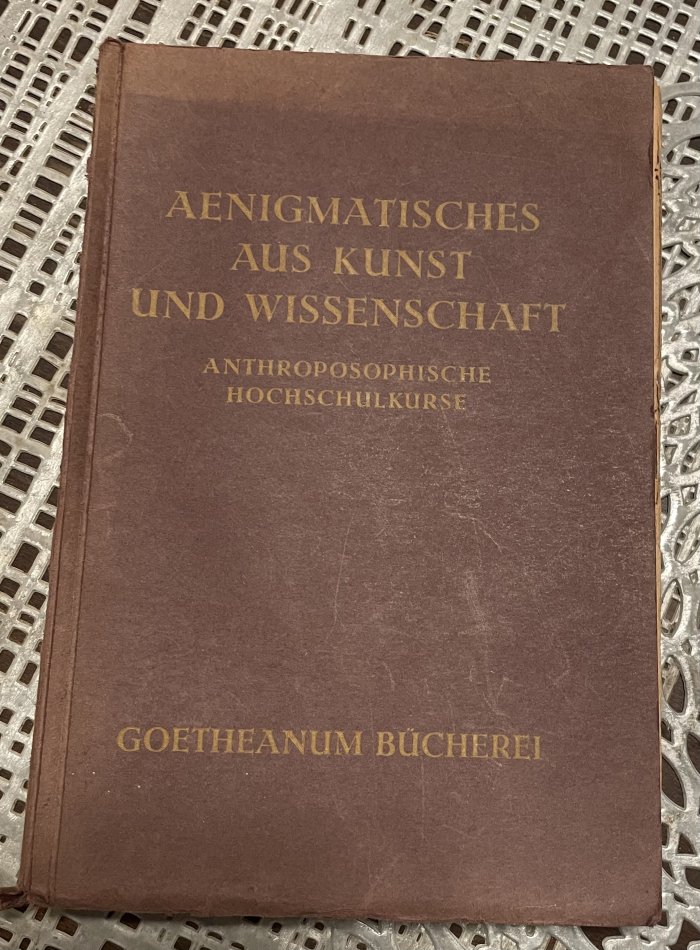 AENIGMATISCHES
AUS KUNST
UND WISSENSCHAFT
ANTHROPOSOPHISCHE
HOCHSCHULKURSE
GOETHEANUM BÜCHEREI